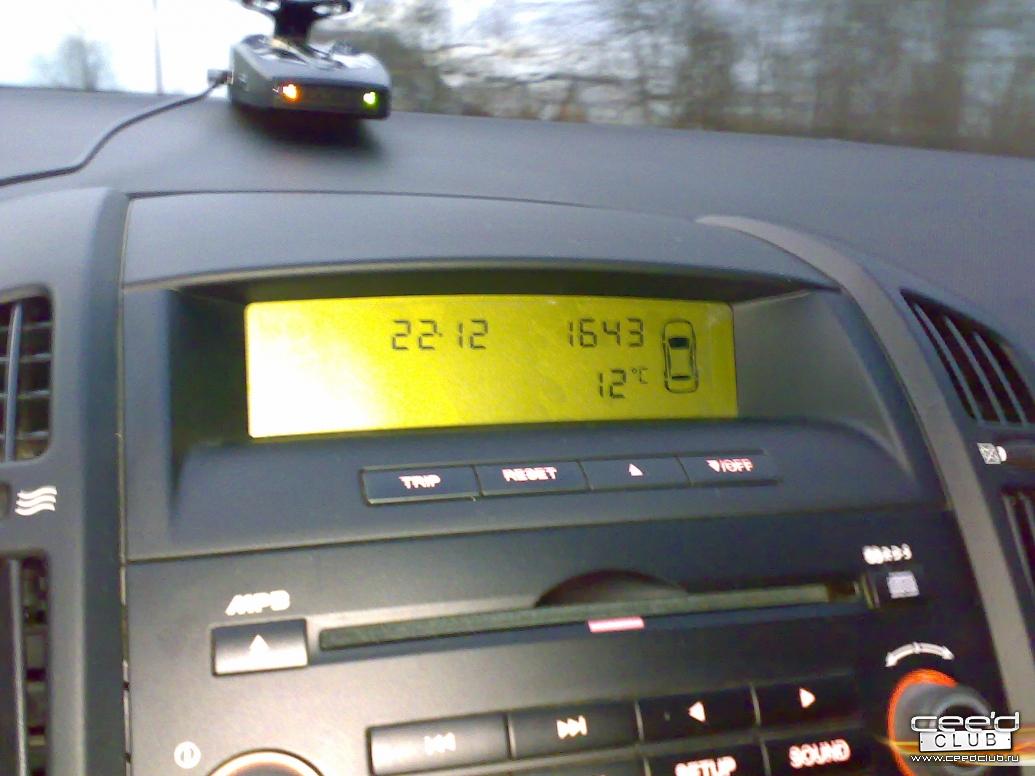 22·12 1643
12°C
TRIP RESET ▲ ▼/OFF
MP3
SETUP SOUND
cee'd
CLUB
www.ceedclub.ru